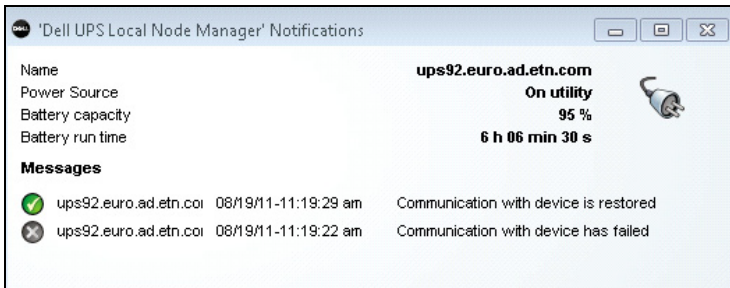 'Dell UPS Local Node Manager' Notifications
Name ups92.euro.ad.etn.com
Power Source On utility
Battery capacity 95 %
Battery run time 6 h 06 min 30 s
Messages
ups92.euro.ad.etn.coı 08/19/11-11:19:29 am Communication with device is restored
ups92.euro.ad.etn.coı 08/19/11-11:19:22 am Communication with device has failed